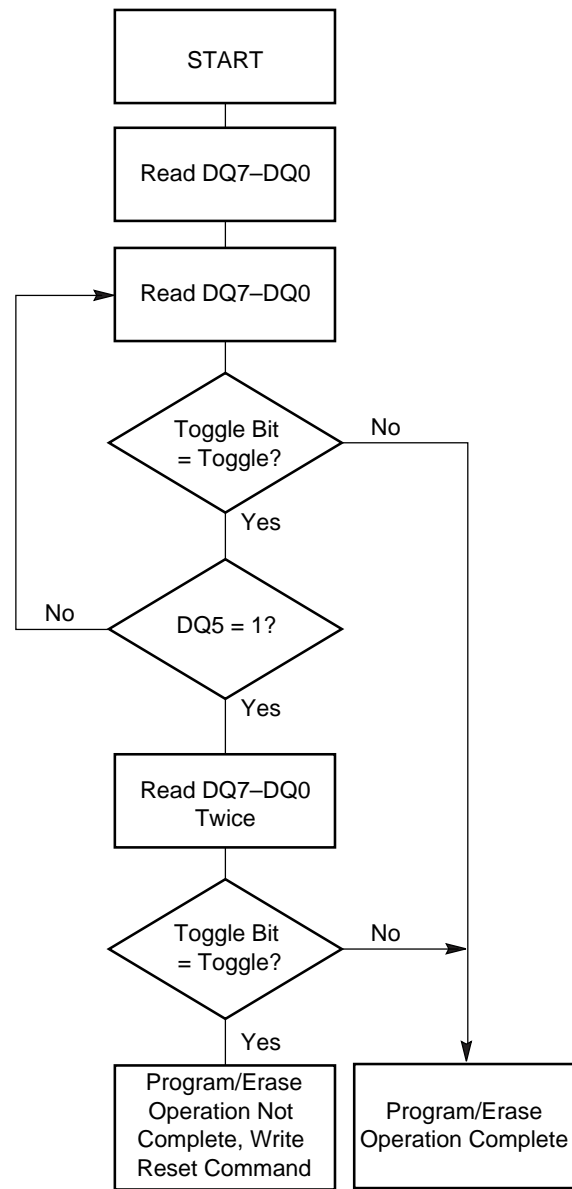 START
Read DQ7–DQ0
Read DQ7–DQ0
Toggle Bit
= Toggle?
No
Yes
No
DQ5 = 1?
Yes
Read DQ7–DQ0
Twice
Toggle Bit
= Toggle?
No
Yes
Program/Erase
Operation Not
Complete, Write
Reset Command
Program/Erase
Operation Complete